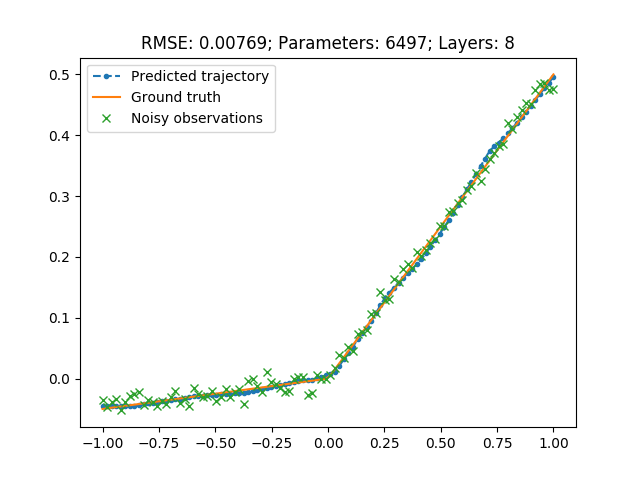 RMSE: 0.00769; Parameters: 6497; Layers: 8
Predicted trajectory
Ground truth
Noisy observations
0.5
0.4
0.3
0.2
0.1
0.0
−1.00 −0.75 −0.50 −0.25 0.00 0.25 0.50 0.75 1.00